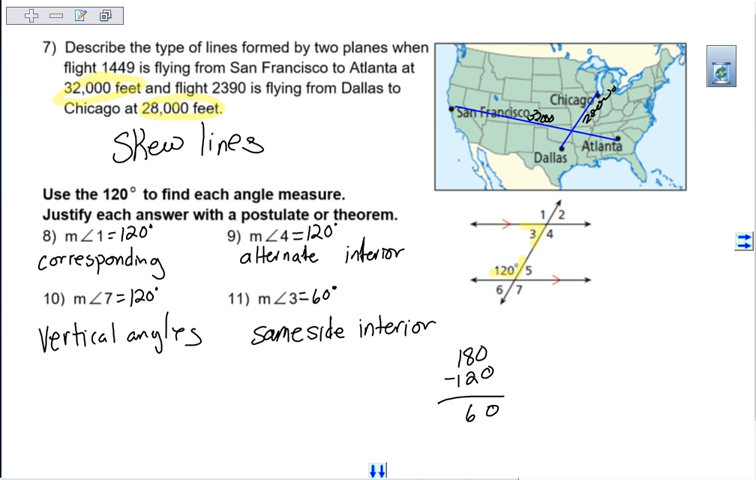 7) Describe the type of lines formed by two planes when
flight 1449 is flying from San Francisco to Atlanta at
32,000 feet and flight 2390 is flying from Dallas to
Chicago at 28,000 feet.
Skew lines
Chicago
San Francisco
32000
28000
Dallas
Atlanta
Use the 120° to find each angle measure.
Justify each answer with a postulate or theorem.
8) m∠1=120°
9) m∠4=120°
corresponding
alternate interior
10) m∠7=120°
11) m∠3=60°
Vertical angles
same side interior
1 2
3 4
120° 5
6 7
180
-120
60